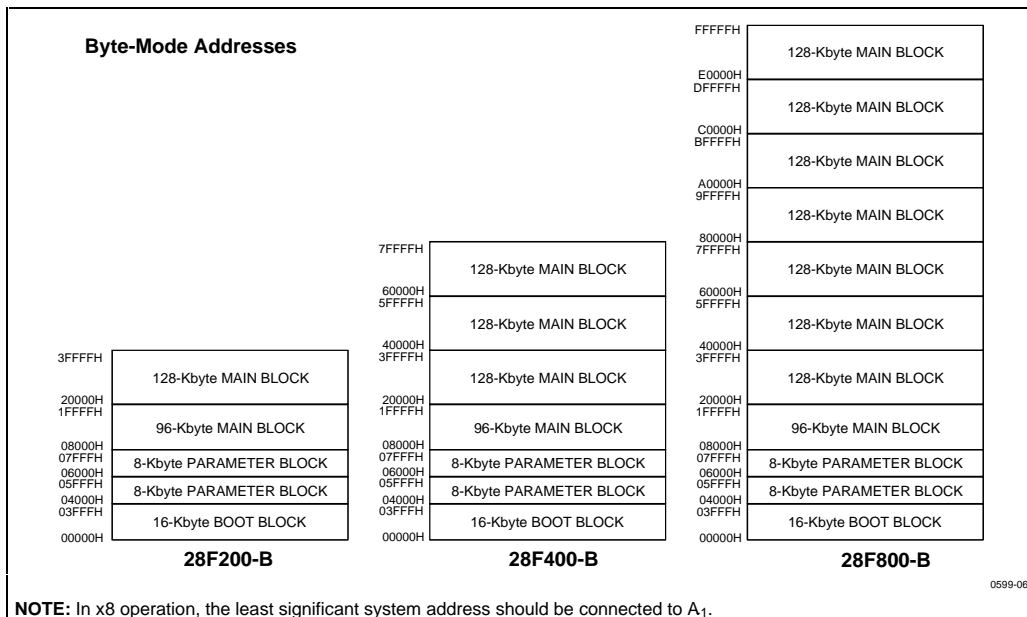 Byte-Mode Addresses
3FFFFH
128-Kbyte MAIN BLOCK
20000H
1FFFFH
96-Kbyte MAIN BLOCK
08000H
07FFFH
8-Kbyte PARAMETER BLOCK
06000H
05FFFH
8-Kbyte PARAMETER BLOCK
04000H
03FFFH
16-Kbyte BOOT BLOCK
00000H
28F200-B
7FFFFH
128-Kbyte MAIN BLOCK
60000H
5FFFFH
128-Kbyte MAIN BLOCK
40000H
3FFFFH
128-Kbyte MAIN BLOCK
20000H
1FFFFH
96-Kbyte MAIN BLOCK
08000H
07FFFH
8-Kbyte PARAMETER BLOCK
06000H
05FFFH
8-Kbyte PARAMETER BLOCK
04000H
03FFFH
16-Kbyte BOOT BLOCK
00000H
28F400-B
FFFFFH
128-Kbyte MAIN BLOCK
E0000H
DFFFFH
128-Kbyte MAIN BLOCK
C0000H
BFFFFH
128-Kbyte MAIN BLOCK
A0000H
9FFFFH
128-Kbyte MAIN BLOCK
80000H
7FFFFH
128-Kbyte MAIN BLOCK
60000H
5FFFFH
128-Kbyte MAIN BLOCK
40000H
3FFFFH
128-Kbyte MAIN BLOCK
20000H
1FFFFH
96-Kbyte MAIN BLOCK
08000H
07FFFH
8-Kbyte PARAMETER BLOCK
06000H
05FFFH
8-Kbyte PARAMETER BLOCK
04000H
03FFFH
16-Kbyte BOOT BLOCK
00000H
28F800-B
0599-06
NOTE: In x8 operation, the least significant system address should be connected to A₁.